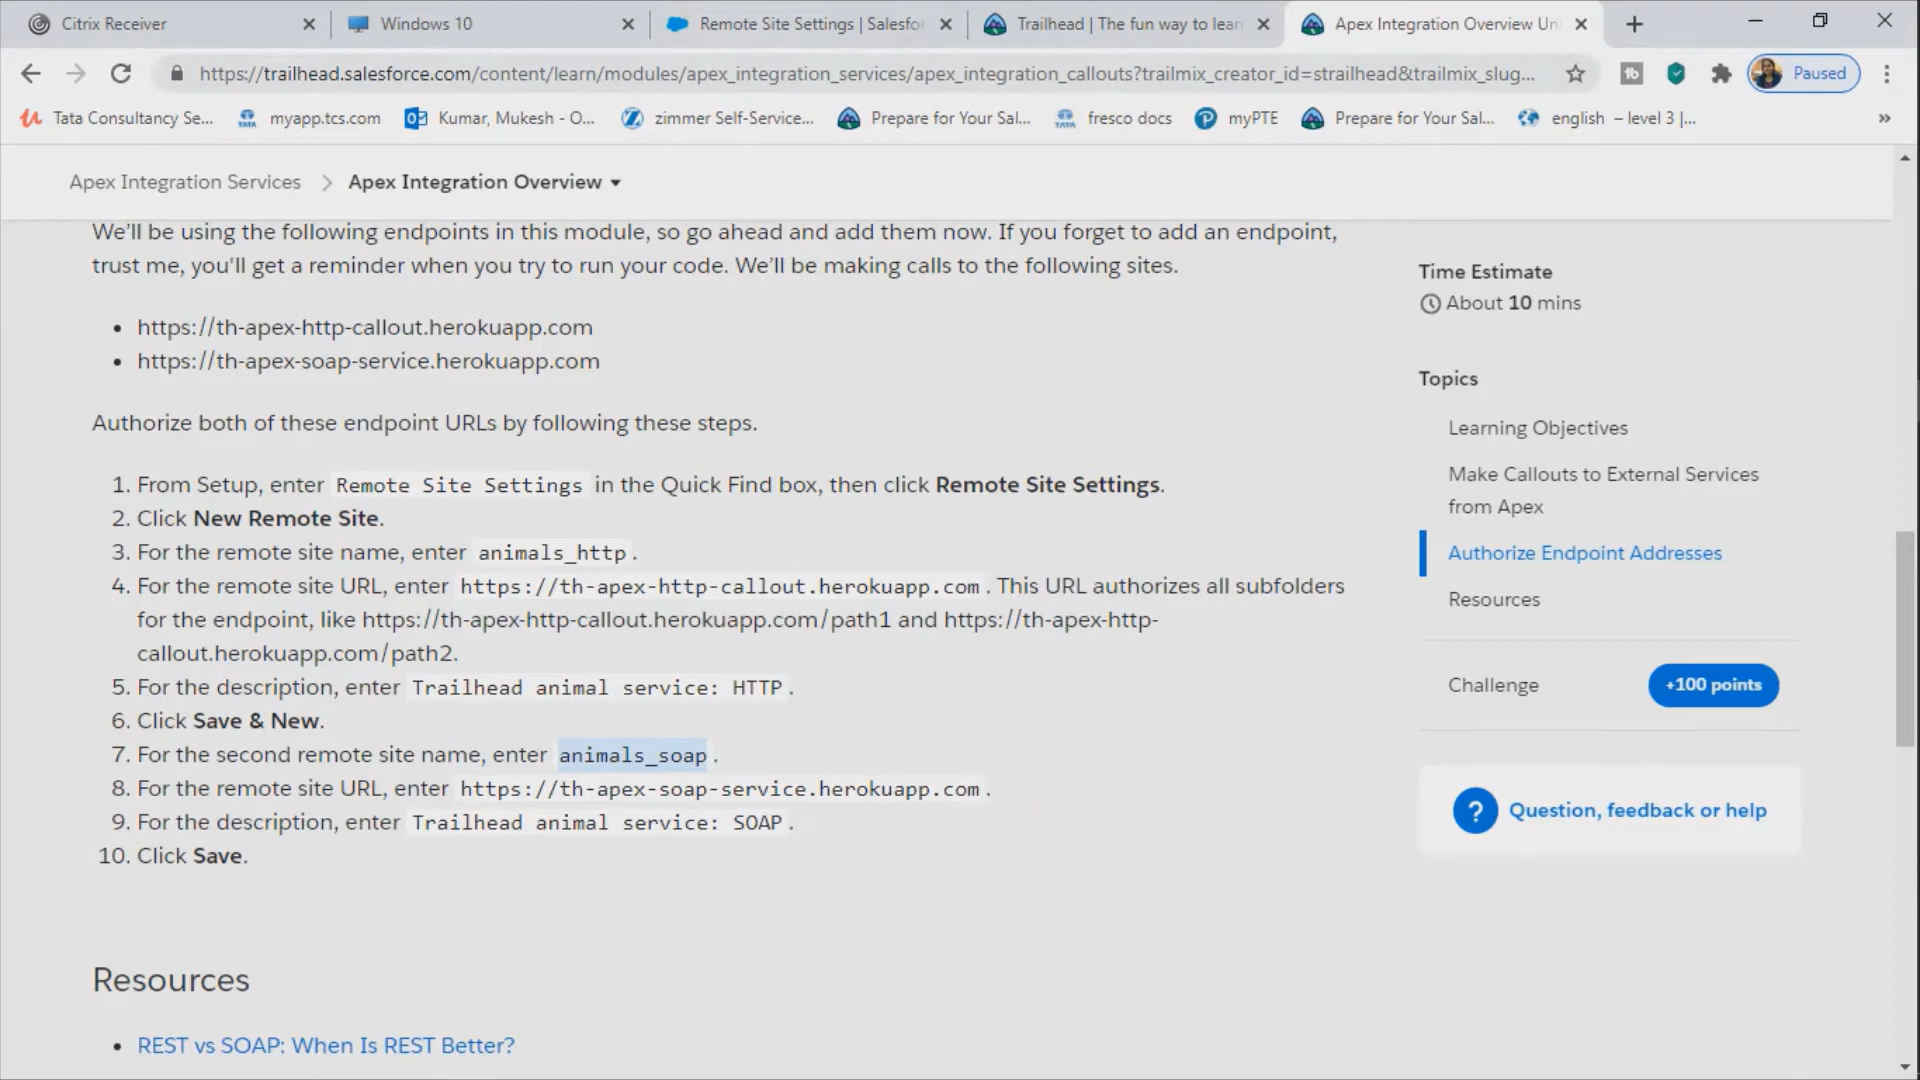 Citrix Receiver
Windows 10
Remote Site Settings | Salesfor
Trailhead | The fun way to lear
Apex Integration Overview Uni
https://trailhead.salesforce.com/content/learn/modules/apex_integration_services/apex_integration_callouts?trailmix_creator_id=strailhead&trailmix_slug...
Paused
Tata Consultancy Se...
myapp.tcs.com
Kumar, Mukesh - O...
zimmer Self-Service...
Prepare for Your Sal...
fresco docs
myPTE
Prepare for Your Sal...
english – level 3 |...
»
Apex Integration Services
Apex Integration Overview
We'll be using the following endpoints in this module, so go ahead and add them now. If you forget to add an endpoint,
trust me, you'll get a reminder when you try to run your code. We'll be making calls to the following sites.
• https://th-apex-http-callout.herokuapp.com
• https://th-apex-soap-service.herokuapp.com
Authorize both of these endpoint URLs by following these steps.
1. From Setup, enter Remote Site Settings in the Quick Find box, then click Remote Site Settings.
2. Click New Remote Site.
3. For the remote site name, enter animals_http.
4. For the remote site URL, enter https://th-apex-http-callout.herokuapp.com. This URL authorizes all subfolders
for the endpoint, like https://th-apex-http-callout.herokuapp.com/path1 and https://th-apex-http-
callout.herokuapp.com/path2.
5. For the description, enter Trailhead animal service: HTTP.
6. Click Save & New.
7. For the second remote site name, enter animals_soap.
8. For the remote site URL, enter https://th-apex-soap-service.herokuapp.com.
9. For the description, enter Trailhead animal service: SOAP.
10. Click Save.
Resources
• REST vs SOAP: When Is REST Better?
Time Estimate
About 10 mins
Topics
Learning Objectives
Make Callouts to External Services
from Apex
Authorize Endpoint Addresses
Resources
Challenge
+100 points
? Question, feedback or help